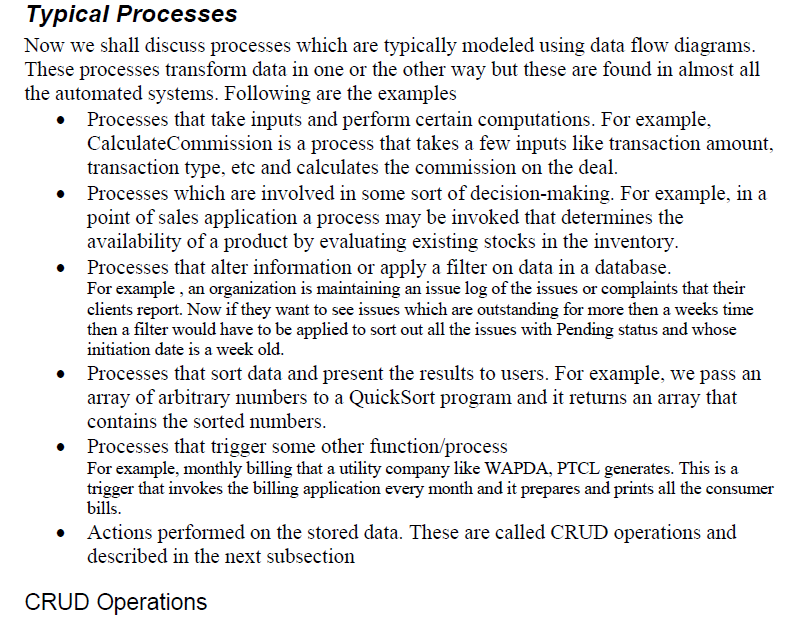 Typical Processes
Now we shall discuss processes which are typically modeled using data flow diagrams.
These processes transform data in one or the other way but these are found in almost all
the automated systems. Following are the examples
• Processes that take inputs and perform certain computations. For example,
CalculateCommission is a process that takes a few inputs like transaction amount,
transaction type, etc and calculates the commission on the deal.
• Processes which are involved in some sort of decision-making. For example, in a
point of sales application a process may be invoked that determines the
availability of a product by evaluating existing stocks in the inventory.
• Processes that alter information or apply a filter on data in a database.
For example , an organization is maintaining an issue log of the issues or complaints that their
clients report. Now if they want to see issues which are outstanding for more then a weeks time
then a filter would have to be applied to sort out all the issues with Pending status and whose
initiation date is a week old.
• Processes that sort data and present the results to users. For example, we pass an
array of arbitrary numbers to a QuickSort program and it returns an array that
contains the sorted numbers.
• Processes that trigger some other function/process
For example, monthly billing that a utility company like WAPDA, PTCL generates. This is a
trigger that invokes the billing application every month and it prepares and prints all the consumer
bills.
• Actions performed on the stored data. These are called CRUD operations and
described in the next subsection
CRUD Operations